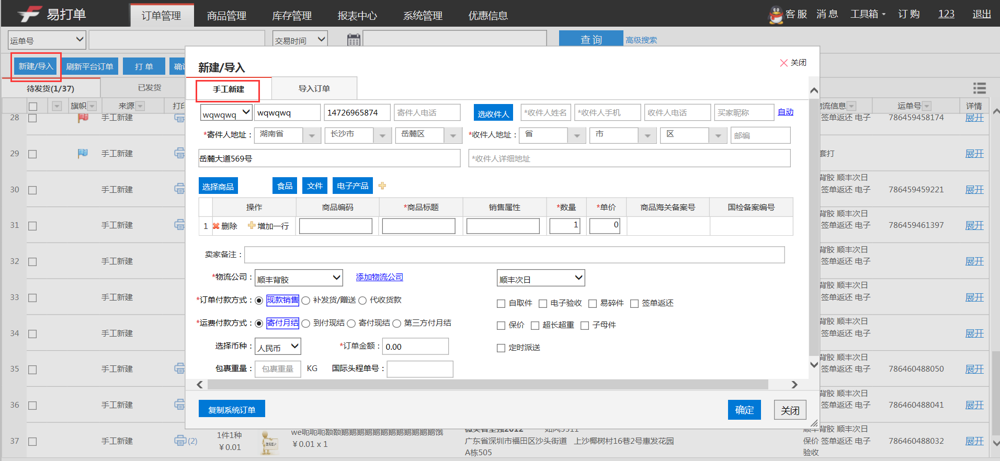 易打单 订单管理 商品管理 库存管理 报表中心 系统管理 优惠信息 客服 消息 工具箱 订购 123 退出
运单号 交易时间 查 询 高级搜索
新建/导入 刷新平台订单 打 单
待发货(1/37) 已发货
旗帜 来源 流信息 运单号 详情
28 手工新建 签单返还 电子 786459458174 展开
29 手工新建 套打 展开
背胶 顺丰次日
30 手工新建 签单返还 电子 786459459221 展开
背胶 顺丰次日
31 手工新建 签单返还 电子 786459461397 展开
背胶 顺丰次日
32 手工新建 签单返还 电子 展开
背胶 顺丰次日
33 手工新建 签单返还 电子 展开
背胶 顺丰次日
34 手工新建 签单返还 电子 展开
背胶 顺丰次日
35 手工新建 签单返还 电子 786460488050 展开
背胶 顺丰次日
36 手工新建 签单返还 电子 786460488041 展开
顺丰背胶 顺丰次日
37 手工新建 (2) 1件1种 ￥0.01 ￥0.01 x 1
广东省深圳市福田区沙头街道 上沙椰树村16巷2号惠发花园
A栋505
保价 签单返还 电子 786460488032 展开
验收
新建/导入 关闭
手工新建 导入订单
wqwqwq wqwqwq 14726965874 寄件人电话 选收件人 *收件人姓名 *收件人手机 收件人电话 买家昵称 自动
*寄件人地址： 湖南省 长沙市 岳麓区 *收件人地址： 省 市 区 邮编
岳麓大道569号 *收件人详细地址
选择商品 食品 文件 电子产品
操作 商品编码 *商品标题 销售属性 *数量 *单价 商品海关备案号 国检备案编号
1 删除 增加一行 1 0
卖家备注：
*物流公司： 顺丰背胶 添加物流公司 顺丰次日
*订单付款方式： 现款销售 补发货/赠送 代收货款 自取件 电子验收 易碎件 签单返还
*运费付款方式： 寄付月结 到付现结 寄付现结 第三方付月结 保价 超长超重 子母件
选择币种： 人民币 *订单金额： 0.00 定时派送
包裹重量： 包裹重量 KG 国际头程单号：
复制系统订单 确定 关闭